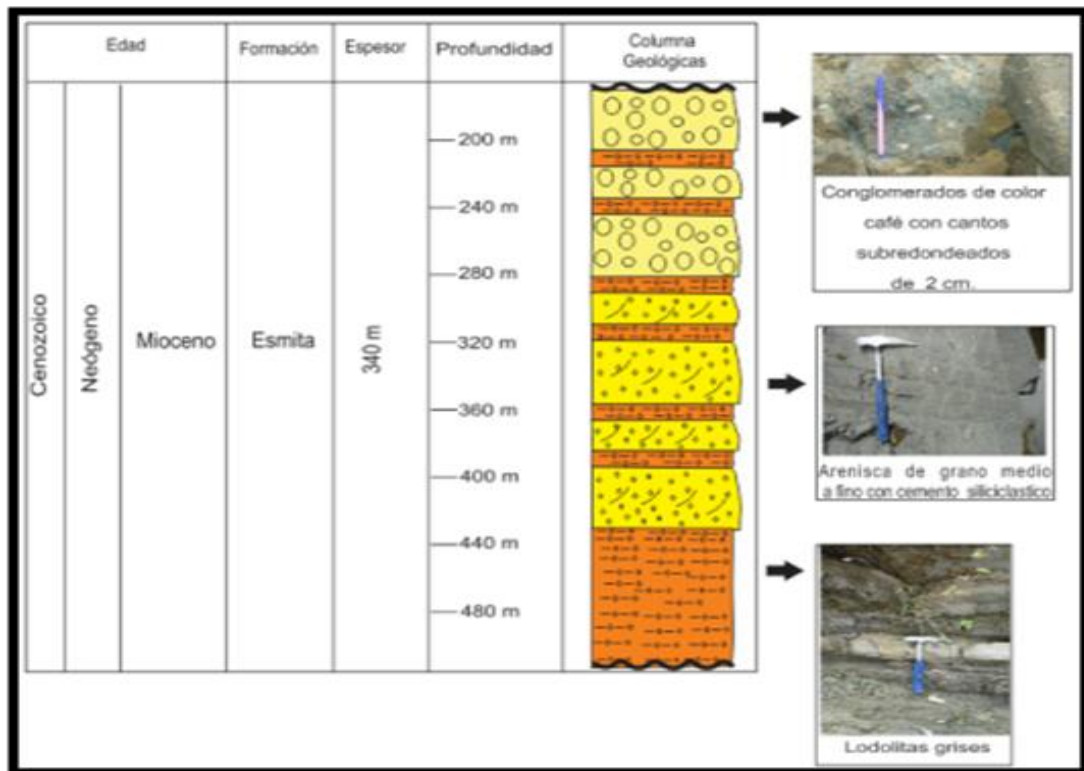 Edad
Formación
Espesor
Profundidad
Columna
Geológicas
Cenozoico
Neógeno
Mioceno
Esmita
340 m
200 m
240 m
280 m
320 m
360 m
400 m
440 m
480 m
Conglomerados de color
café con cantos
subredondeados
de 2 cm.
Arenisca de grano medio
a fino con cemento siliciclastico
Lodolitas grises